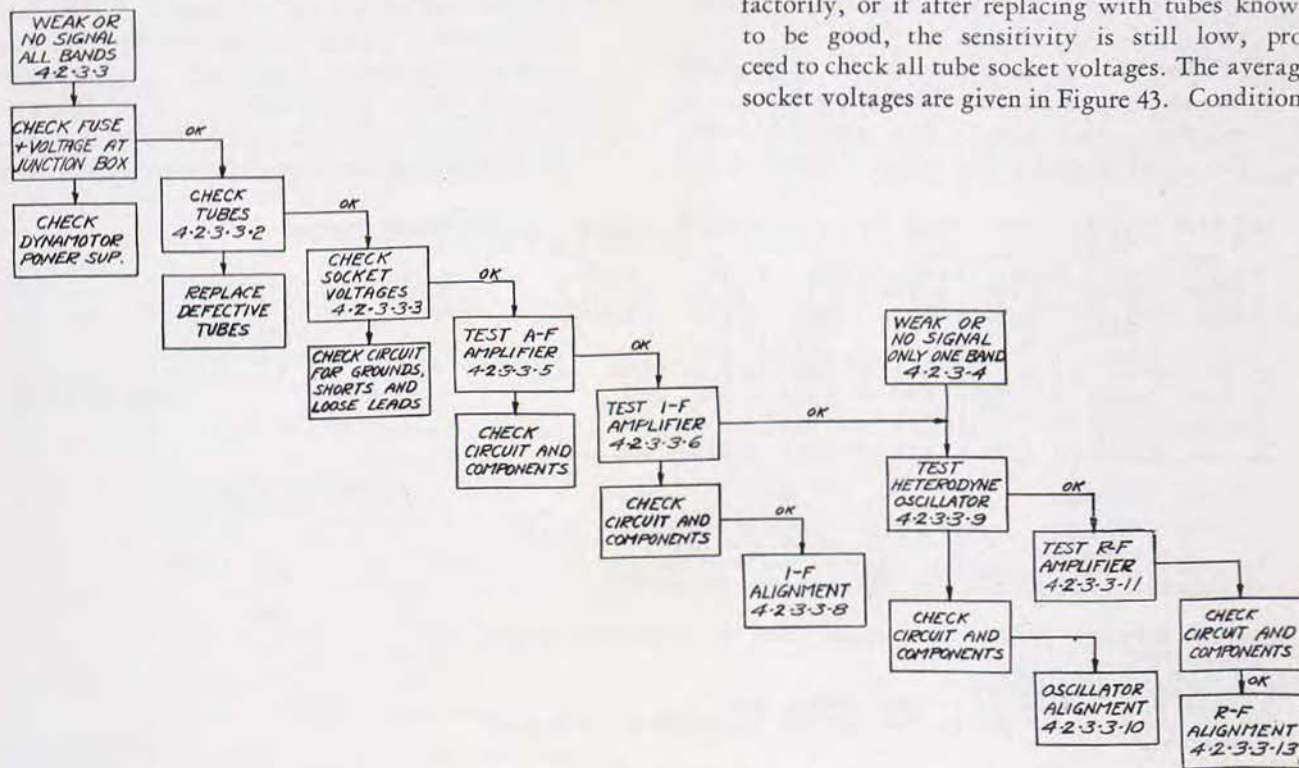 factorily, or if after replacing with tubes know
to be good, the sensitivity is still low, pro
ceed to check all tube socket voltages. The averag
socket voltages are given in Figure 43. Condition
WEAK OR
NO SIGNAL
ALL BANDS
4-2-3-3
CHECK FUSE
+VOLTAGE AT
JUNCTION BOX
OK
CHECK
DYNAMOTOR
POWER SUP.
CHECK
TUBES
4-2-3-3-2
OK
REPLACE
DEFECTIVE
TUBES
CHECK
SOCKET
VOLTAGES
4-2-3-3-3
OK
CHECK CIRCUIT
FOR GROUNDS,
SHORTS AND
LOOSE LEADS
TEST A-F
AMPLIFIER
4-2-3-3-5
OK
CHECK
CIRCUIT AND
COMPONENTS
TEST I-F
AMPLIFIER
4-2-3-3-6
OK
CHECK
CIRCUIT AND
COMPONENTS
OK
I-F
ALIGNMENT
4-2-3-3-8
WEAK OR
NO SIGNAL
ONLY ONE BAND
4-2-3-4
TEST
HETERODYNE
OSCILLATOR
4-2-3-3-9
OK
CHECK
CIRCUIT AND
COMPONENTS
OSCILLATOR
ALIGNMENT
4-2-3-3-10
TEST R-F
AMPLIFIER
4-2-3-3-11
CHECK
CIRCUIT AND
COMPONENTS
OK
R-F
ALIGNMENT
4-2-3-3-13